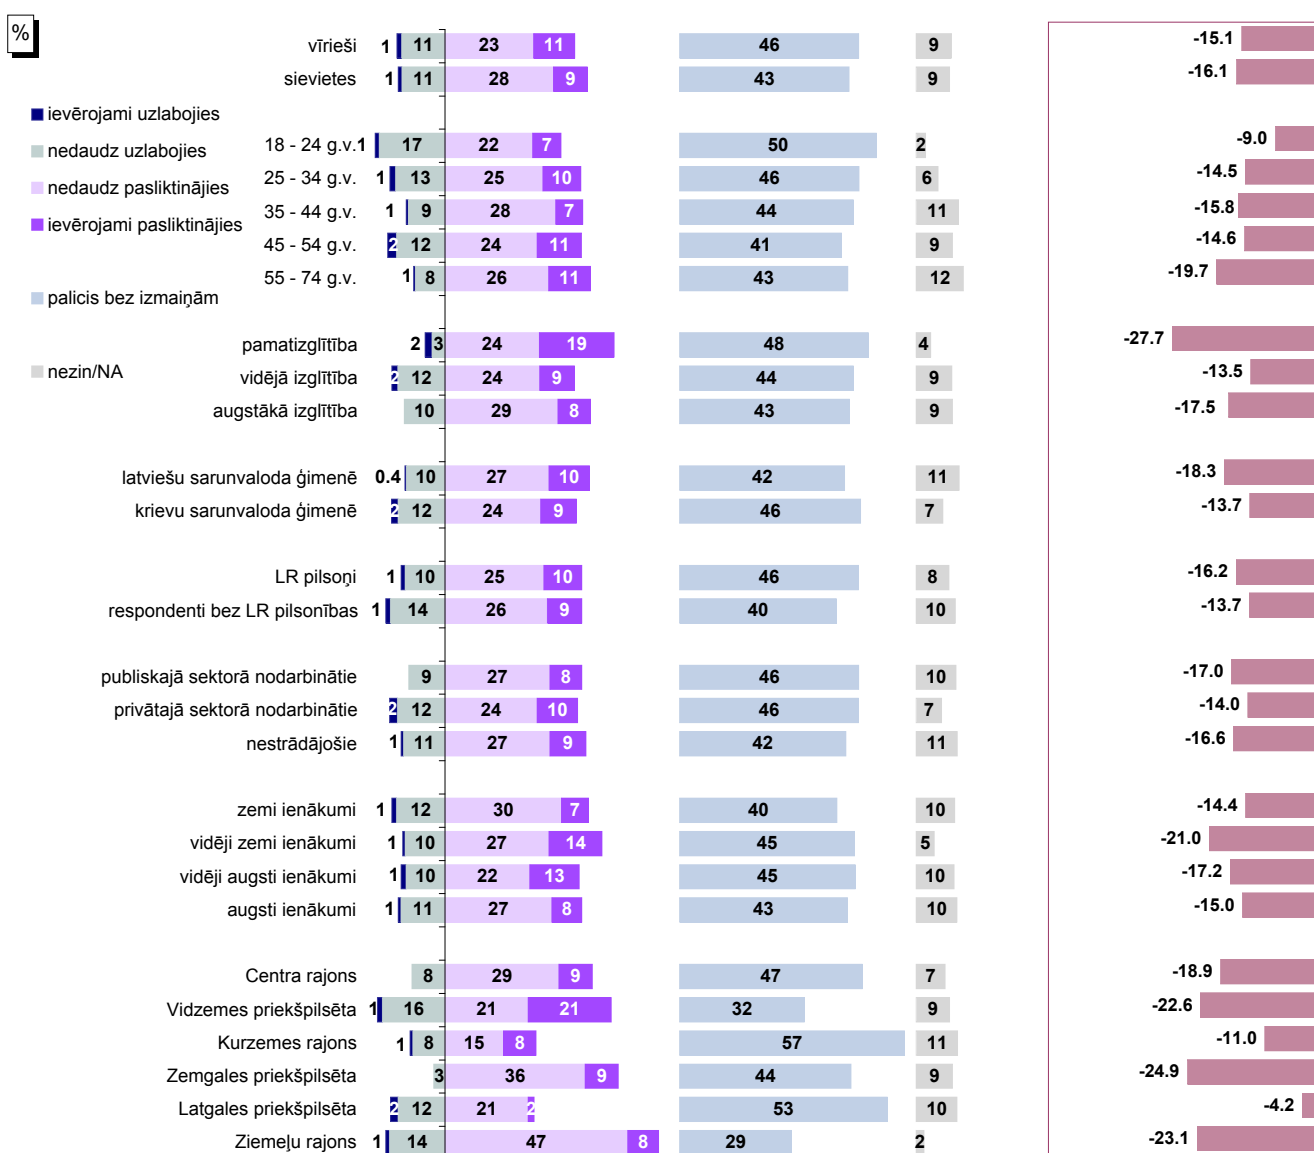 %
vīrieši 1 11 23 11 46 9 -15.1
sievietes 1 11 28 9 43 9 -16.1
ievērojami uzlabojies
nedaudz uzlabojies
nedaudz pasliktinājies
ievērojami pasliktinājies
palicis bez izmaiņām
nezin/NA
18 - 24 g.v. 1 17 22 7 50 2 -9.0
25 - 34 g.v. 1 13 25 10 46 6 -14.5
35 - 44 g.v. 1 9 28 7 44 11 -15.8
45 - 54 g.v. 2 12 24 11 41 9 -14.6
55 - 74 g.v. 1 8 26 11 43 12 -19.7
pamatizglītība 2 3 24 19 48 4 -27.7
vidējā izglītība 2 12 24 9 44 9 -13.5
augstākā izglītība 10 29 8 43 9 -17.5
latviešu sarunvaloda ģimenē 0.4 10 27 10 42 11 -18.3
krievu sarunvaloda ģimenē 2 12 24 9 46 7 -13.7
LR pilsoņi 1 10 25 10 46 8 -16.2
respondenti bez LR pilsonības 1 14 26 9 40 10 -13.7
publiskajā sektorā nodarbinātie 9 27 8 46 10 -17.0
privātajā sektorā nodarbinātie 2 12 24 10 46 7 -14.0
nestrādājošie 1 11 27 9 42 11 -16.6
zemi ienākumi 1 12 30 7 40 10 -14.4
vidēji zemi ienākumi 1 10 27 14 45 5 -21.0
vidēji augsti ienākumi 1 10 22 13 45 10 -17.2
augsti ienākumi 1 11 27 8 43 10 -15.0
Centra rajons 8 29 9 47 7 -18.9
Vidzemes priekšpilsēta 1 16 21 21 32 9 -22.6
Kurzemes rajons 1 8 15 8 57 11 -11.0
Zemgales priekšpilsēta 3 36 9 44 9 -24.9
Latgales priekšpilsēta 2 12 21 2 53 10 -4.2
Ziemeļu rajons 1 14 47 8 29 2 -23.1